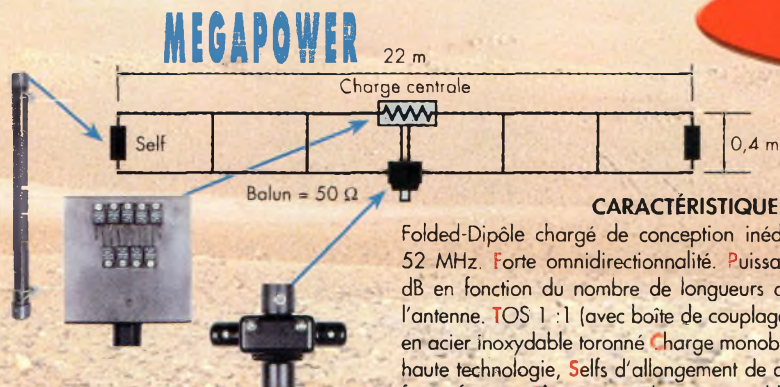 MEGAPOWER
22 m
Charge centrale
Self
0,4 m
Balun = 50 Ω
CARACTÉRISTIQUE
Folded-Dipôle chargé de conception inéd
52 MHz. Forte omnidirectionnalité. Puissa
dB en fonction du nombre de longueurs d
l'antenne. TOS 1 :1 (avec boîte de couplage
en acier inoxydable toronné Charge monob
haute technologie, Selfs d'allongement de